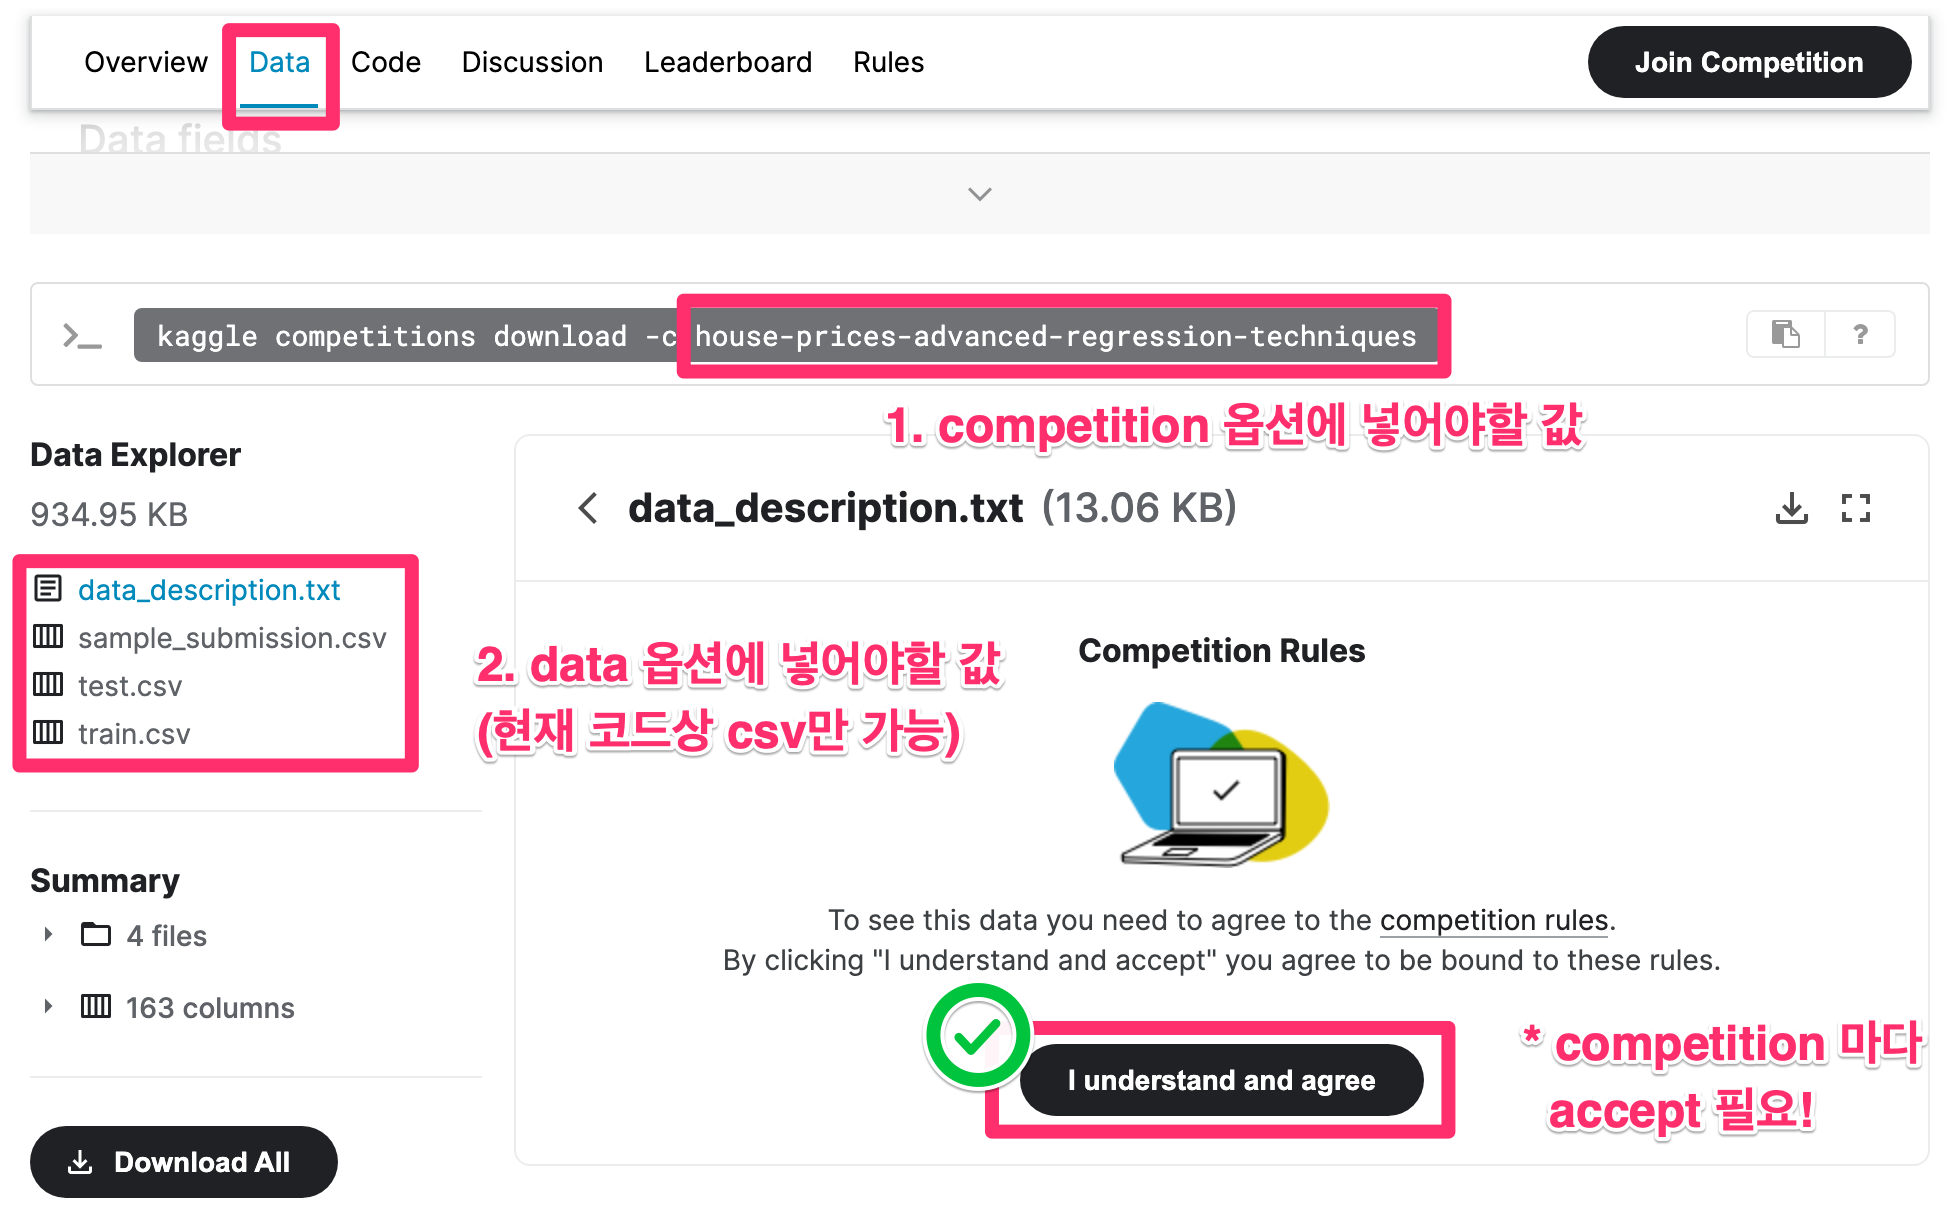 Overview Data Code Discussion Leaderboard Rules Join Competition
Data fields
>_ kaggle competitions download -c house-prices-advanced-regression-techniques ?
1. competition 옵션에 넣어야할 값
Data Explorer
934.95 KB
data_description.txt
sample_submission.csv
test.csv
train.csv
2. data 옵션에 넣어야할 값
(현재 코드상 csv만 가능)
Summary
4 files
163 columns
Download All
data_description.txt (13.06 KB)
Competition Rules
To see this data you need to agree to the competition rules.
By clicking "I understand and accept" you agree to be bound to these rules.
I understand and agree
* competition 마다
accept 필요!